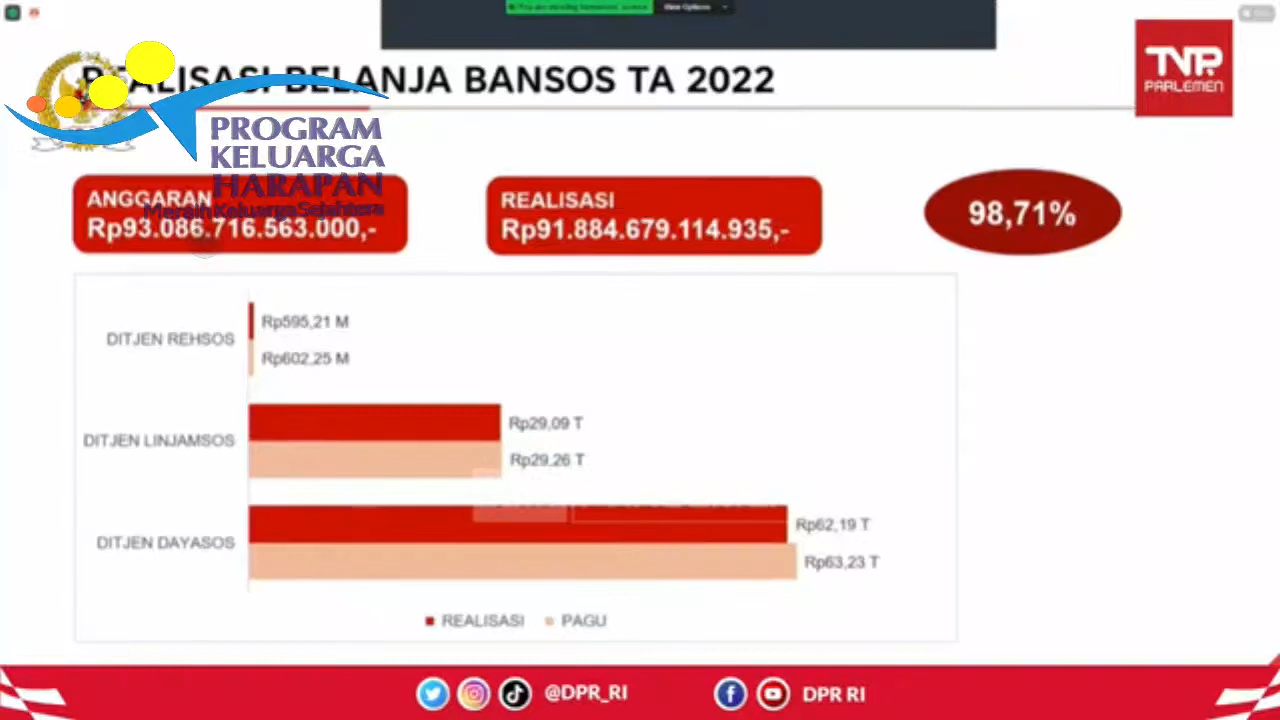 View Options
REALISASI BELANJA BANSOS TA 2022
TVR
PARLEMEN
PROGRAM
KELUARGA
HARAPAN
Meraih Keluarga Sejahtera
ANGGARAN
Rp93.086.716.563.000,-
REALISASI
Rp91.884.679.114.935,-
98,71%
DITJEN REHSOS
Rp595,21 M
Rp602,25 M
DITJEN LINJAMSOS
Rp29,09 T
Rp29,26 T
DITJEN DAYASOS
Rp62,19 T
Rp63,23 T
REALISASI PAGU
@DPR_RI
DPR RI